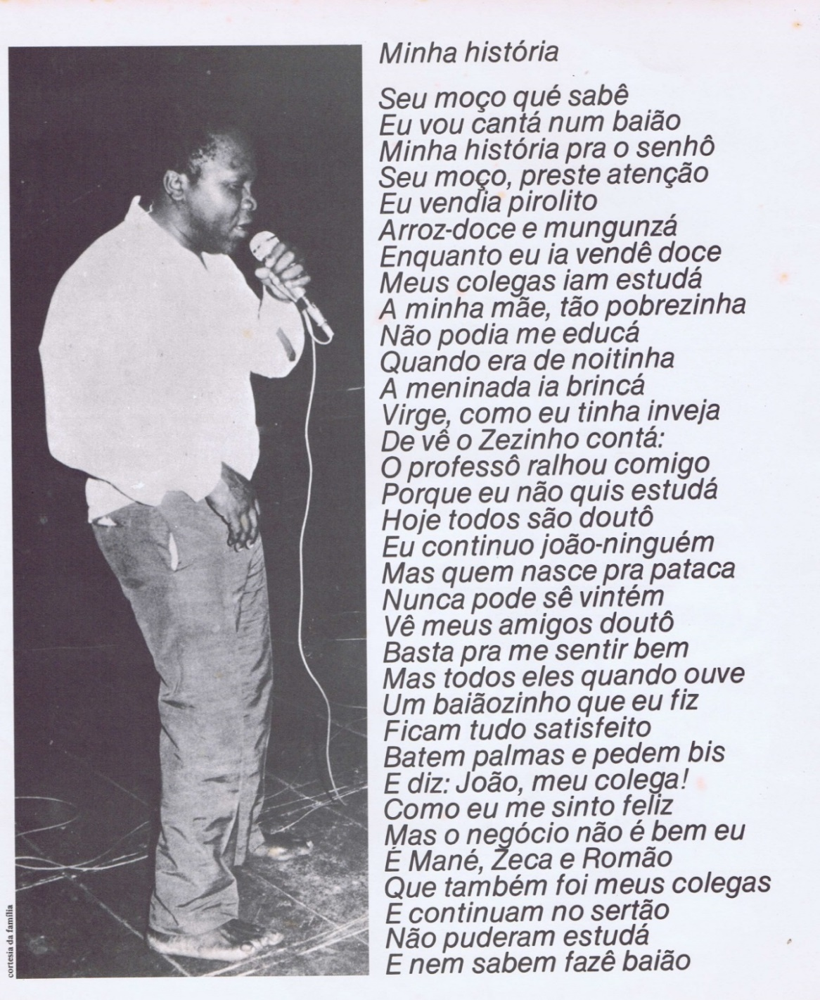 Minha história
Seu moço qué sabê
Eu vou cantá num baião
Minha história pra o senhô
Seu moço, preste atenção
Eu vendia pirolito
Arroz-doce e mungunzá
Enquanto eu ia vendê doce
Meus colegas iam estudá
A minha mãe, tão pobrezinha
Não podia me educá
Quando era de noitinha
A meninada ia brincá
Virge, como eu tinha inveja
De vê o Zezinho contá:
O professô ralhou comigo
Porque eu não quis estudá
Hoje todos são doutô
Eu continuo joão-ninguém
Mas quem nasce pra pataca
Nunca pode sê vintém
Vê meus amigos doutô
Basta pra me sentir bem
Mas todos eles quando ouve
Um baiãozinho que eu fiz
Ficam tudo satisfeito
Batem palmas e pedem bis
E diz: João, meu colega!
Como eu me sinto feliz
Mas o negócio não é bem eu
É Mané, Zeca e Romão
Que também foi meus colegas
E continuam no sertão
Não puderam estudá
E nem sabem fazê baião
cortesia da família